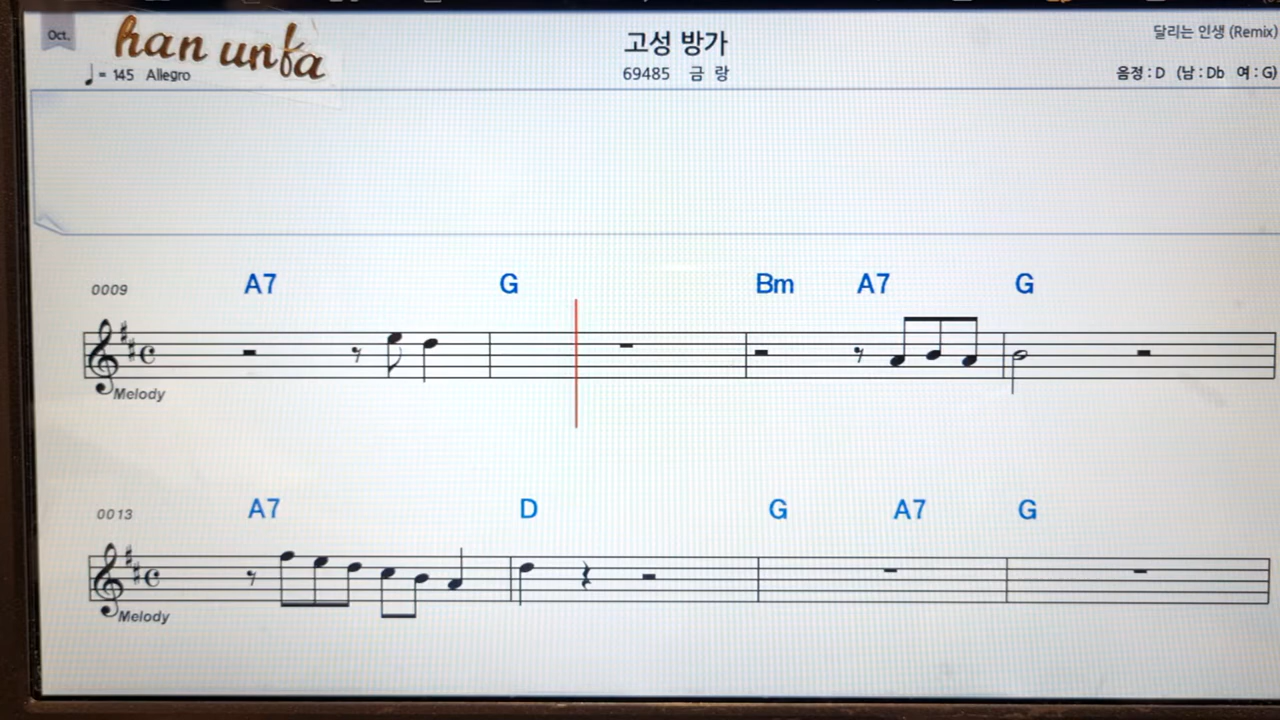 Oct.
han unfa
♩= 145 Allegro
고성 방가
69485 금 랑
달리는 인생 (Remix)
음정 : D (남 : Db 여 : G)
0009 A7 G Bm A7 G
Melody
0013 A7 D G A7 G
Melody